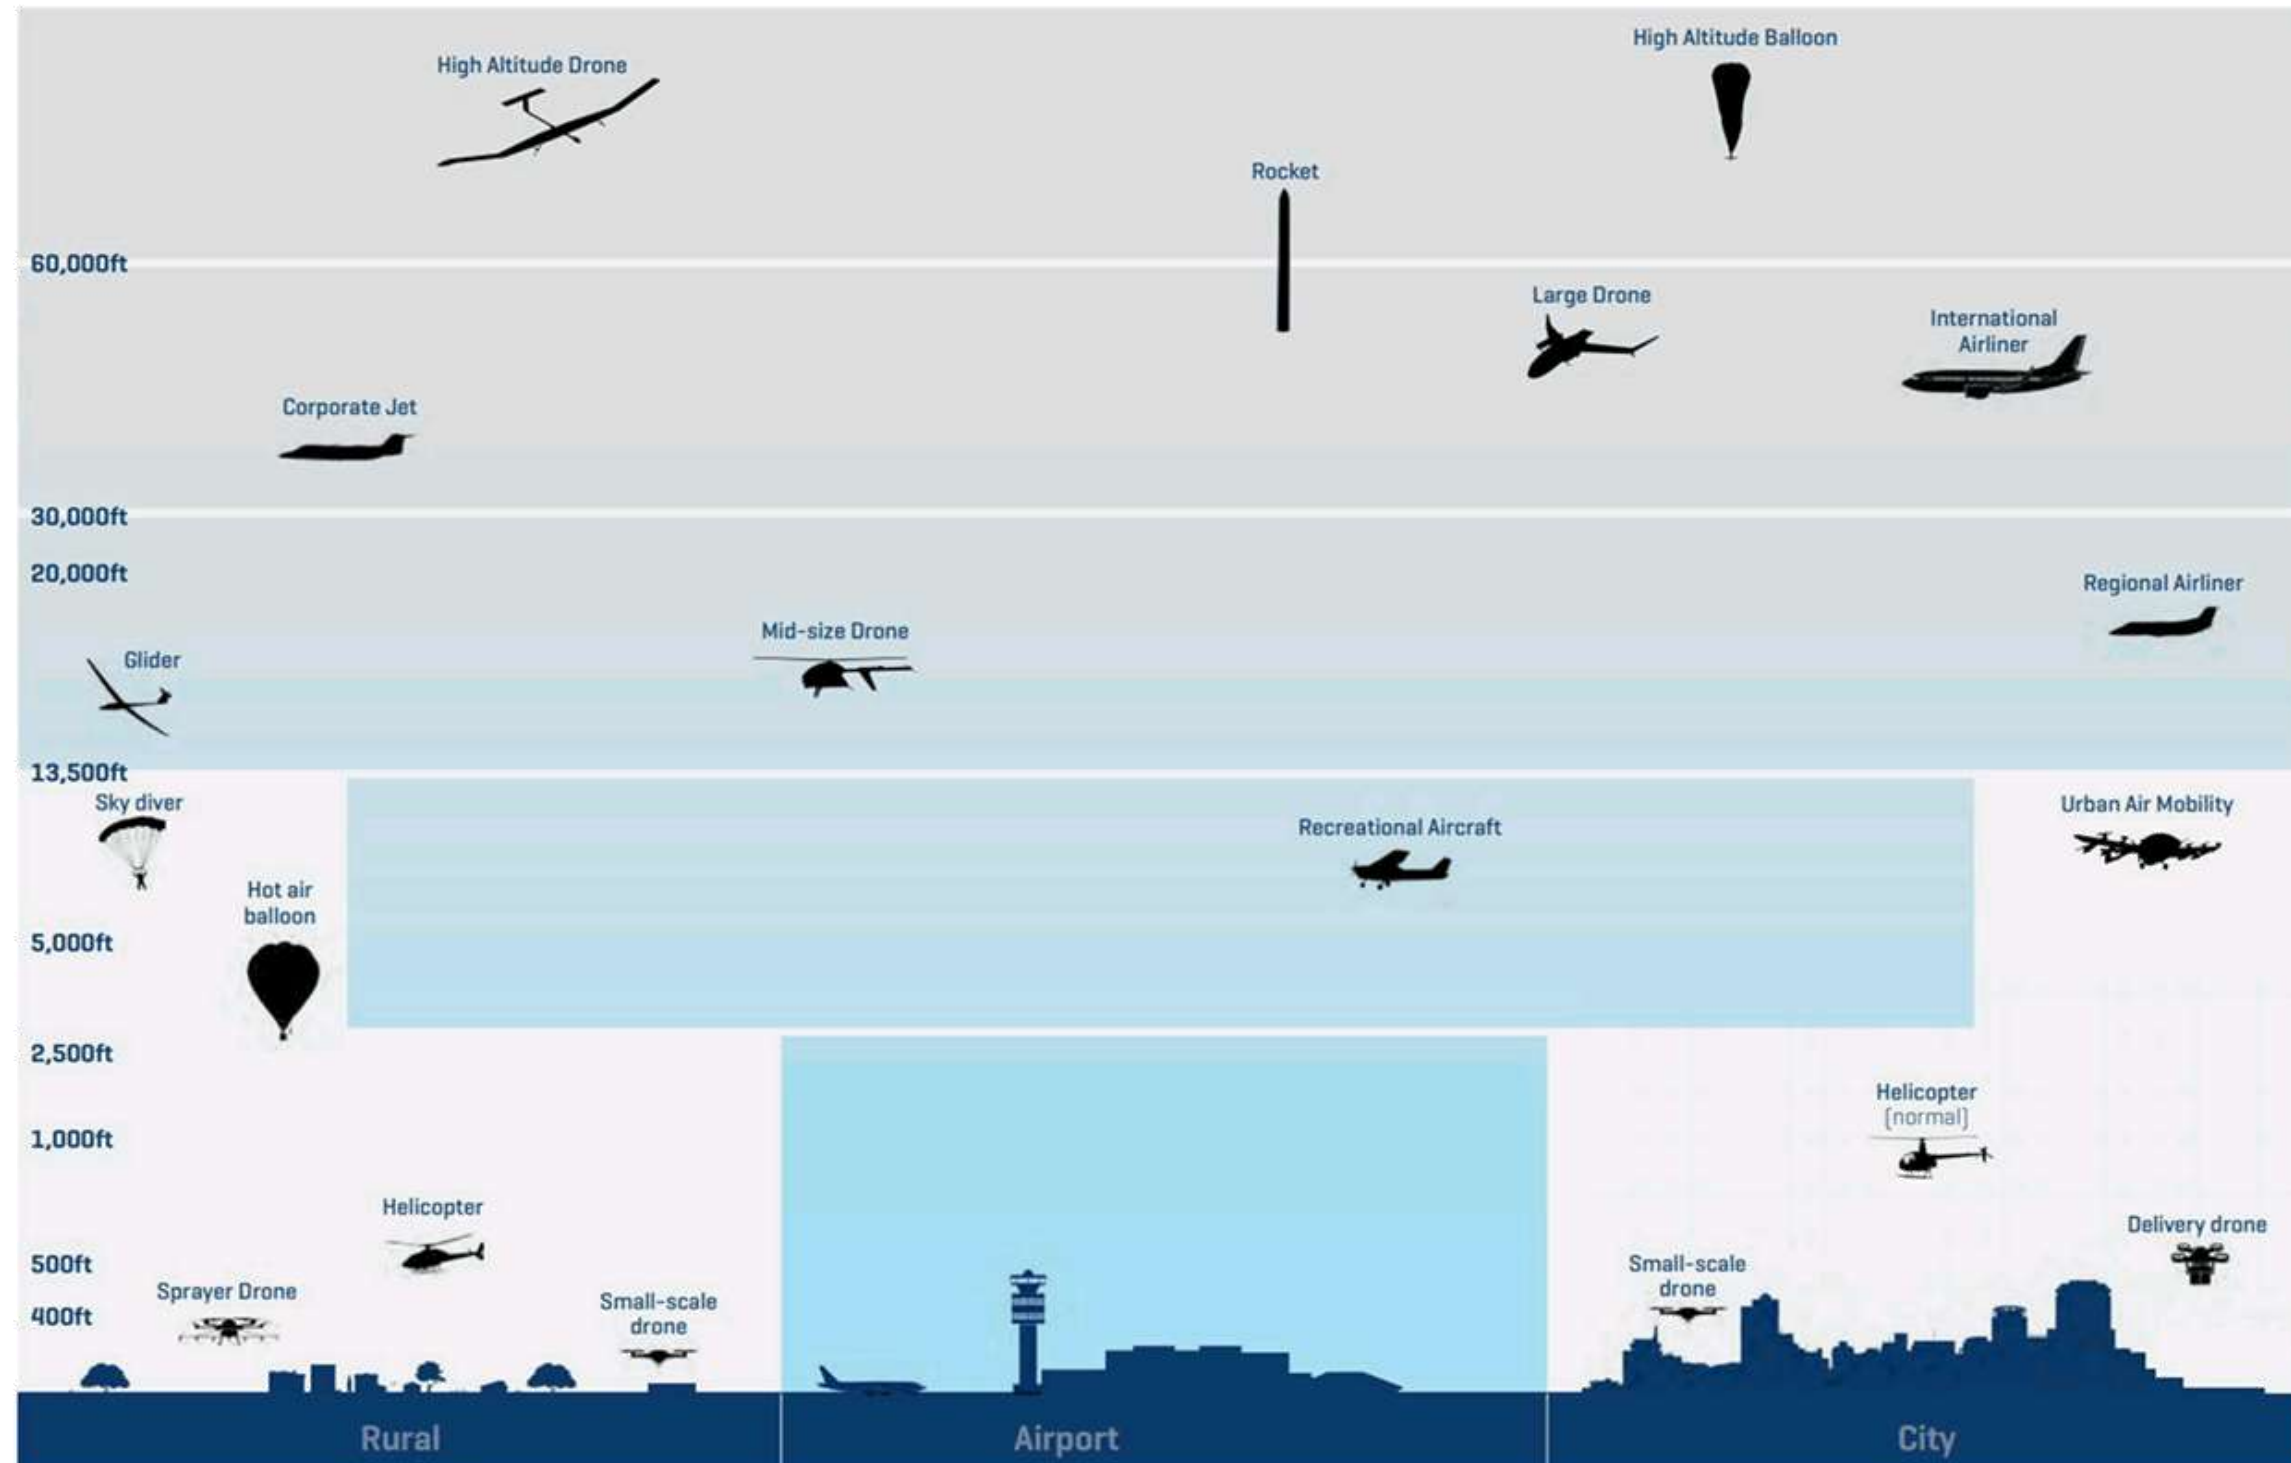 High Altitude Balloon
High Altitude Drone
Rocket
60,000ft
Large Drone
International
Airliner
Corporate Jet
30,000ft
20,000ft
Regional Airliner
Mid-size Drone
Glider
13,500ft
Sky diver
Urban Air Mobility
Recreational Aircraft
Hot air
balloon
5,000ft
2,500ft
Helicopter
(normal)
1,000ft
Helicopter
Delivery drone
500ft
Small-scale
drone
Sprayer Drone
Small-scale
drone
400ft
Rural
Airport
City